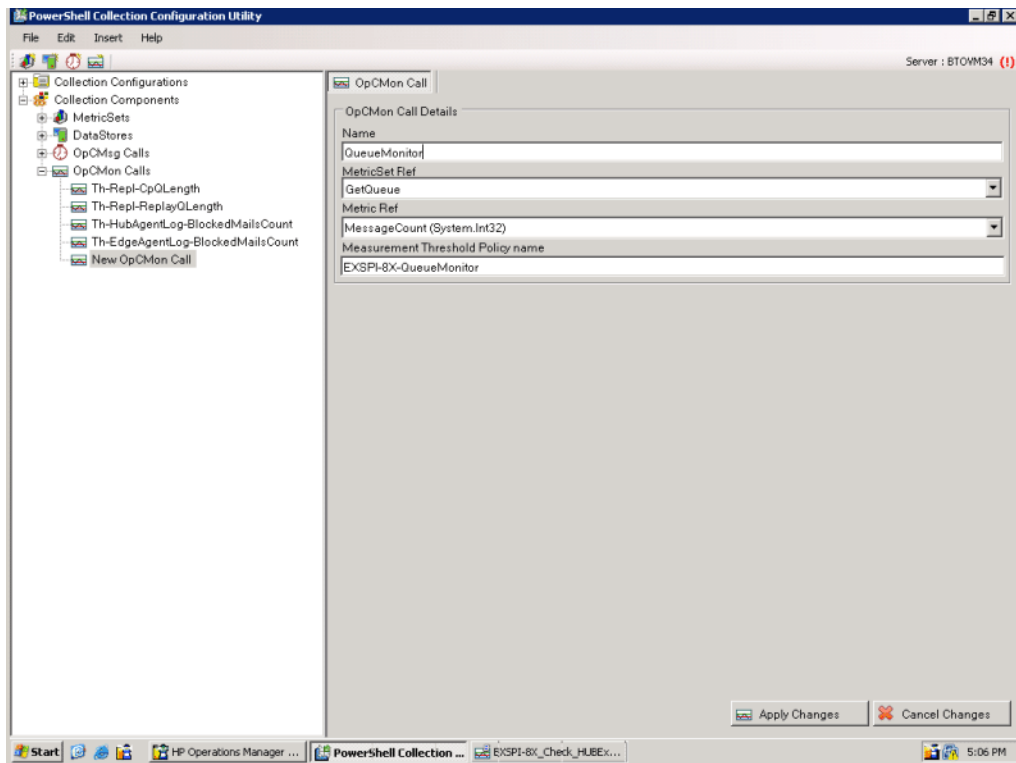 PowerShell Collection Configuration Utility
File Edit Insert Help
Server : BTOVM34 (!)
Collection Configurations
Collection Components
MetricSets
DataStores
OpCMsg Calls
OpCMon Calls
Th-Repl-CpQLength
Th-Repl-ReplayQLength
Th-HubAgentLog-BlockedMailsCount
Th-EdgeAgentLog-BlockedMailsCount
New OpCMon Call
OpCMon Call
OpCMon Call Details
Name
QueueMonitor
MetricSet Ref
GetQueue
Metric Ref
MessageCount (System.Int32)
Measurement Threshold Policy name
EXSPI-8X-QueueMonitor
Apply Changes Cancel Changes
Start HP Operations Manager ... PowerShell Collection ... EXSPI-8X_Check_HUBEx... 5:06 PM